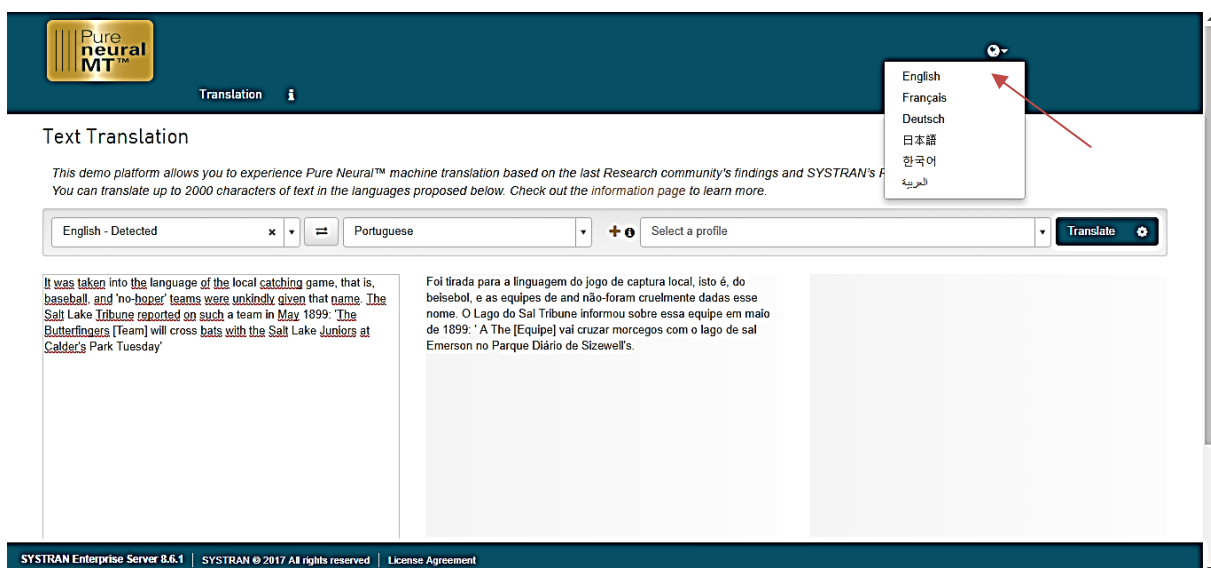 Pure
neural
MT™
Translation i
English
Français
Deutsch
日本語
한국어
العربية
Text Translation
This demo platform allows you to experience Pure Neural™ machine translation based on the last Research community's findings and SYSTRAN's
You can translate up to 2000 characters of text in the languages proposed below. Check out the information page to learn more.
English - Detected
Portuguese
Select a profile
Translate
It was taken into the language of the local catching game, that is,
baseball, and 'no-hoper' teams were unkindly given that name. The
Salt Lake Tribune reported on such a team in May 1899: 'The
Butterfingers [Team] will cross bats with the Salt Lake Juniors at
Calder's Park Tuesday'
Foi tirada para a linguagem do jogo de captura local, isto é, do
beisebol, e as equipes de and não-foram cruelmente dadas esse
nome. O Lago do Sal Tribune informou sobre essa equipe em maio
de 1899: ' A The [Equipe] vai cruzar morcegos com o lago de sal
Emerson no Parque Diário de Sizewell's.
SYSTRAN Enterprise Server 8.6.1 | SYSTRAN © 2017 All rights reserved | License Agreement